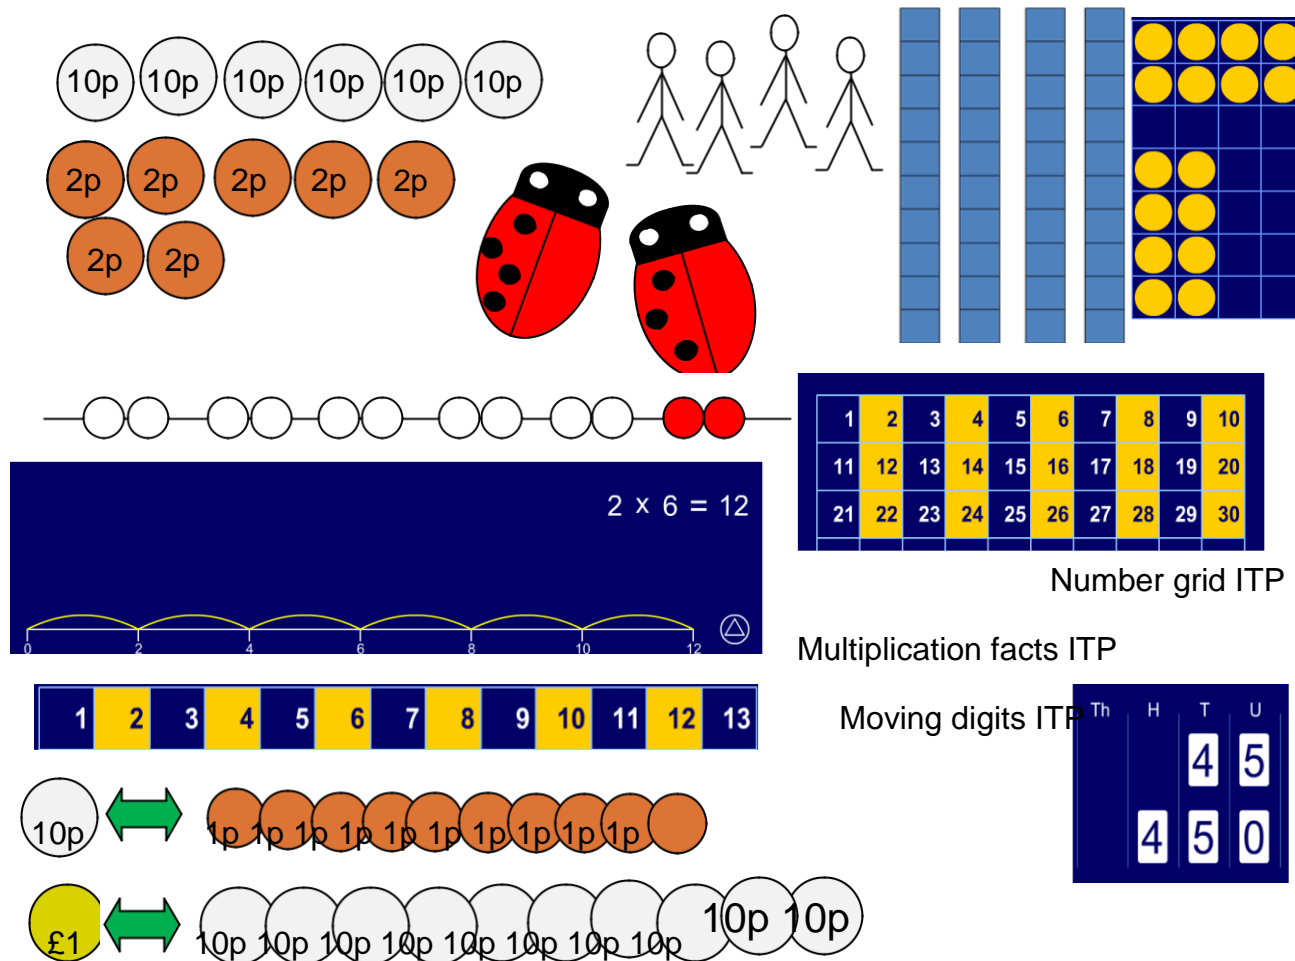 10p 10p 10p 10p 10p 10p
2p 2p 2p 2p 2p
2p 2p
1 2 3 4 5 6 7 8 9 10
11 12 13 14 15 16 17 18 19 20
21 22 23 24 25 26 27 28 29 30
2 x 6 = 12
0 2 4 6 8 10 12
Number grid ITP
Multiplication facts ITP
1 2 3 4 5 6 7 8 9 10 11 12 13
Moving digits ITP
Th H T U
4 5
4 5 0
10p 1p 1p 1p 1p 1p 1p 1p 1p 1p 1p
£1 10p 10p 10p 10p 10p 10p 10p 10p 10p 10p